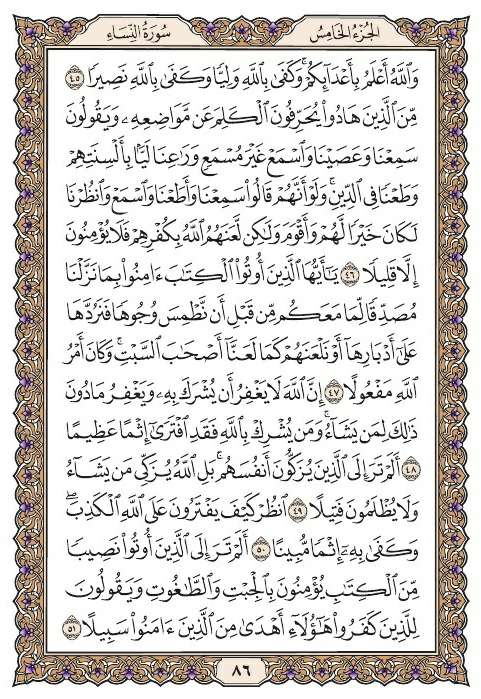 الجزء الخامس
سورة النساء
وَٱللَّهُ أَعۡلَمُ بِأَعۡدَآئِكُمۡۚ وَكَفَىٰ بِٱللَّهِ وَلِيّٗا وَكَفَىٰ بِٱللَّهِ نَصِيرٗا ٤٥
مِّنَ ٱلَّذِينَ هَادُواْ يُحَرِّفُونَ ٱلۡكَلِمَ عَن مَّوَاضِعِهِۦ وَيَقُولُونَ
سَمِعۡنَا وَعَصَيۡنَا وَٱسۡمَعۡ غَيۡرَ مُسۡمَعٖ وَرَٰعِنَا لَيَّۢا بِأَلۡسِنَتِهِمۡ
وَطَعۡنٗا فِي ٱلدِّينِۚ وَلَوۡ أَنَّهُمۡ قَالُواْ سَمِعۡنَا وَأَطَعۡنَا وَٱسۡمَعۡ وَٱنظُرۡنَا
لَكَانَ خَيۡرٗا لَّهُمۡ وَأَقۡوَمَ وَلَٰكِن لَّعَنَهُمُ ٱللَّهُ بِكُفۡرِهِمۡ فَلَا يُؤۡمِنُونَ
إِلَّا قَلِيلٗا ٤٦ يَٰٓأَيُّهَا ٱلَّذِينَ أُوتُواْ ٱلۡكِتَٰبَ ءَامِنُواْ بِمَا نَزَّلۡنَا
مُصَدِّقٗا لِّمَا مَعَكُم مِّن قَبۡلِ أَن نَّطۡمِسَ وُجُوهٗا فَنَرُدَّهَا
عَلَىٰٓ أَدۡبَارِهَآ أَوۡ نَلۡعَنَهُمۡ كَمَا لَعَنَّآ أَصۡحَٰبَ ٱلسَّبۡتِۚ وَكَانَ أَمۡرُ
ٱللَّهِ مَفۡعُولًا ٤٧ إِنَّ ٱللَّهَ لَا يَغۡفِرُ أَن يُشۡرَكَ بِهِۦ وَيَغۡفِرُ مَا دُونَ
ذَٰلِكَ لِمَن يَشَآءُۚ وَمَن يُشۡرِكۡ بِٱللَّهِ فَقَدِ ٱفۡتَرَىٰٓ إِثۡمًا عَظِيمًا
٤٨ أَلَمۡ تَرَ إِلَى ٱلَّذِينَ يُزَكُّونَ أَنفُسَهُمۚ بَلِ ٱللَّهُ يُزَكِّي مَن يَشَآءُ
وَلَا يُظۡلَمُونَ فَتِيلًا ٤٩ ٱنظُرۡ كَيۡفَ يَفۡتَرُونَ عَلَى ٱللَّهِ ٱلۡكَذِبَۖ
وَكَفَىٰ بِهِۦٓ إِثۡمٗا مُّبِينًا ٥٠ أَلَمۡ تَرَ إِلَى ٱلَّذِينَ أُوتُواْ نَصِيبٗا
مِّنَ ٱلۡكِتَٰبِ يُؤۡمِنُونَ بِٱلۡجِبۡتِ وَٱلطَّٰغُوتِ وَيَقُولُونَ
لِلَّذِينَ كَفَرُواْ هَٰٓؤُلَآءِ أَهۡدَىٰ مِنَ ٱلَّذِينَ ءَامَنُواْ سَبِيلًا ٥١
٨٦